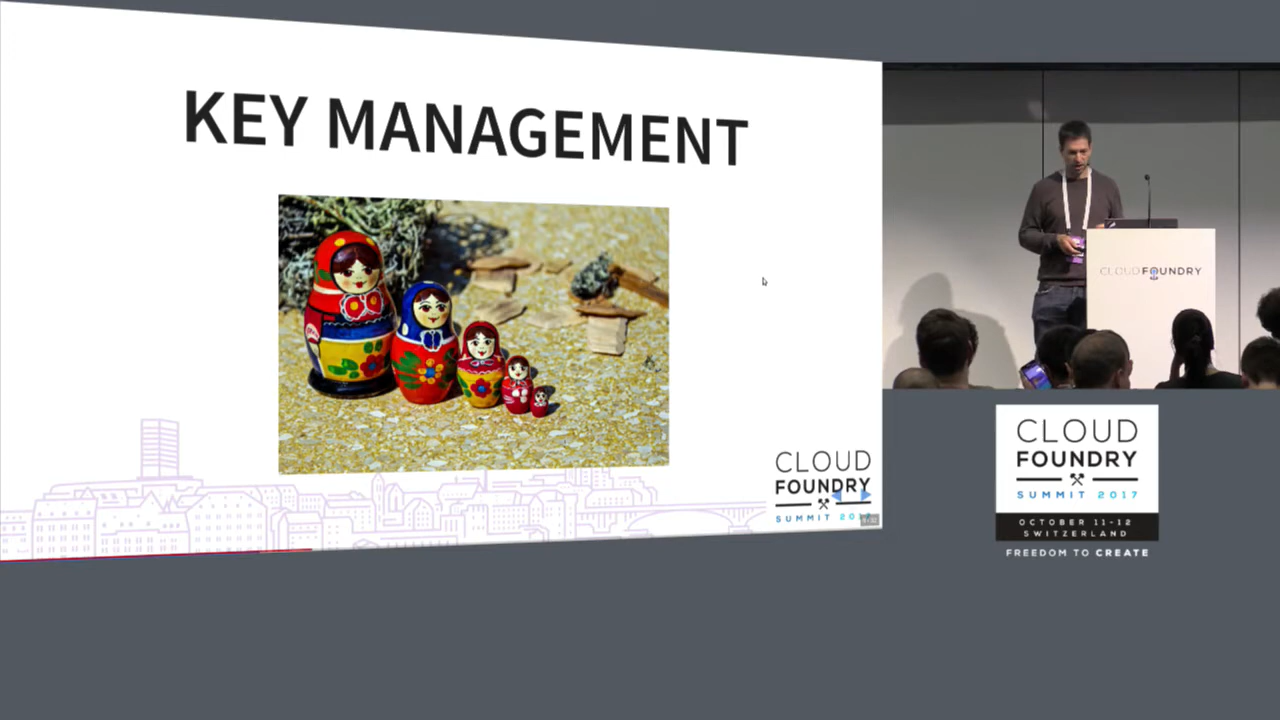 KEY MANAGEMENT
CLOUD
FOUNDRY
SUMMIT
CLOUD FOUNDRY
CLOUD
FOUNDRY
SUMMIT 2017
OCTOBER 11-12
SWITZERLAND
FREEDOM TO CREATE